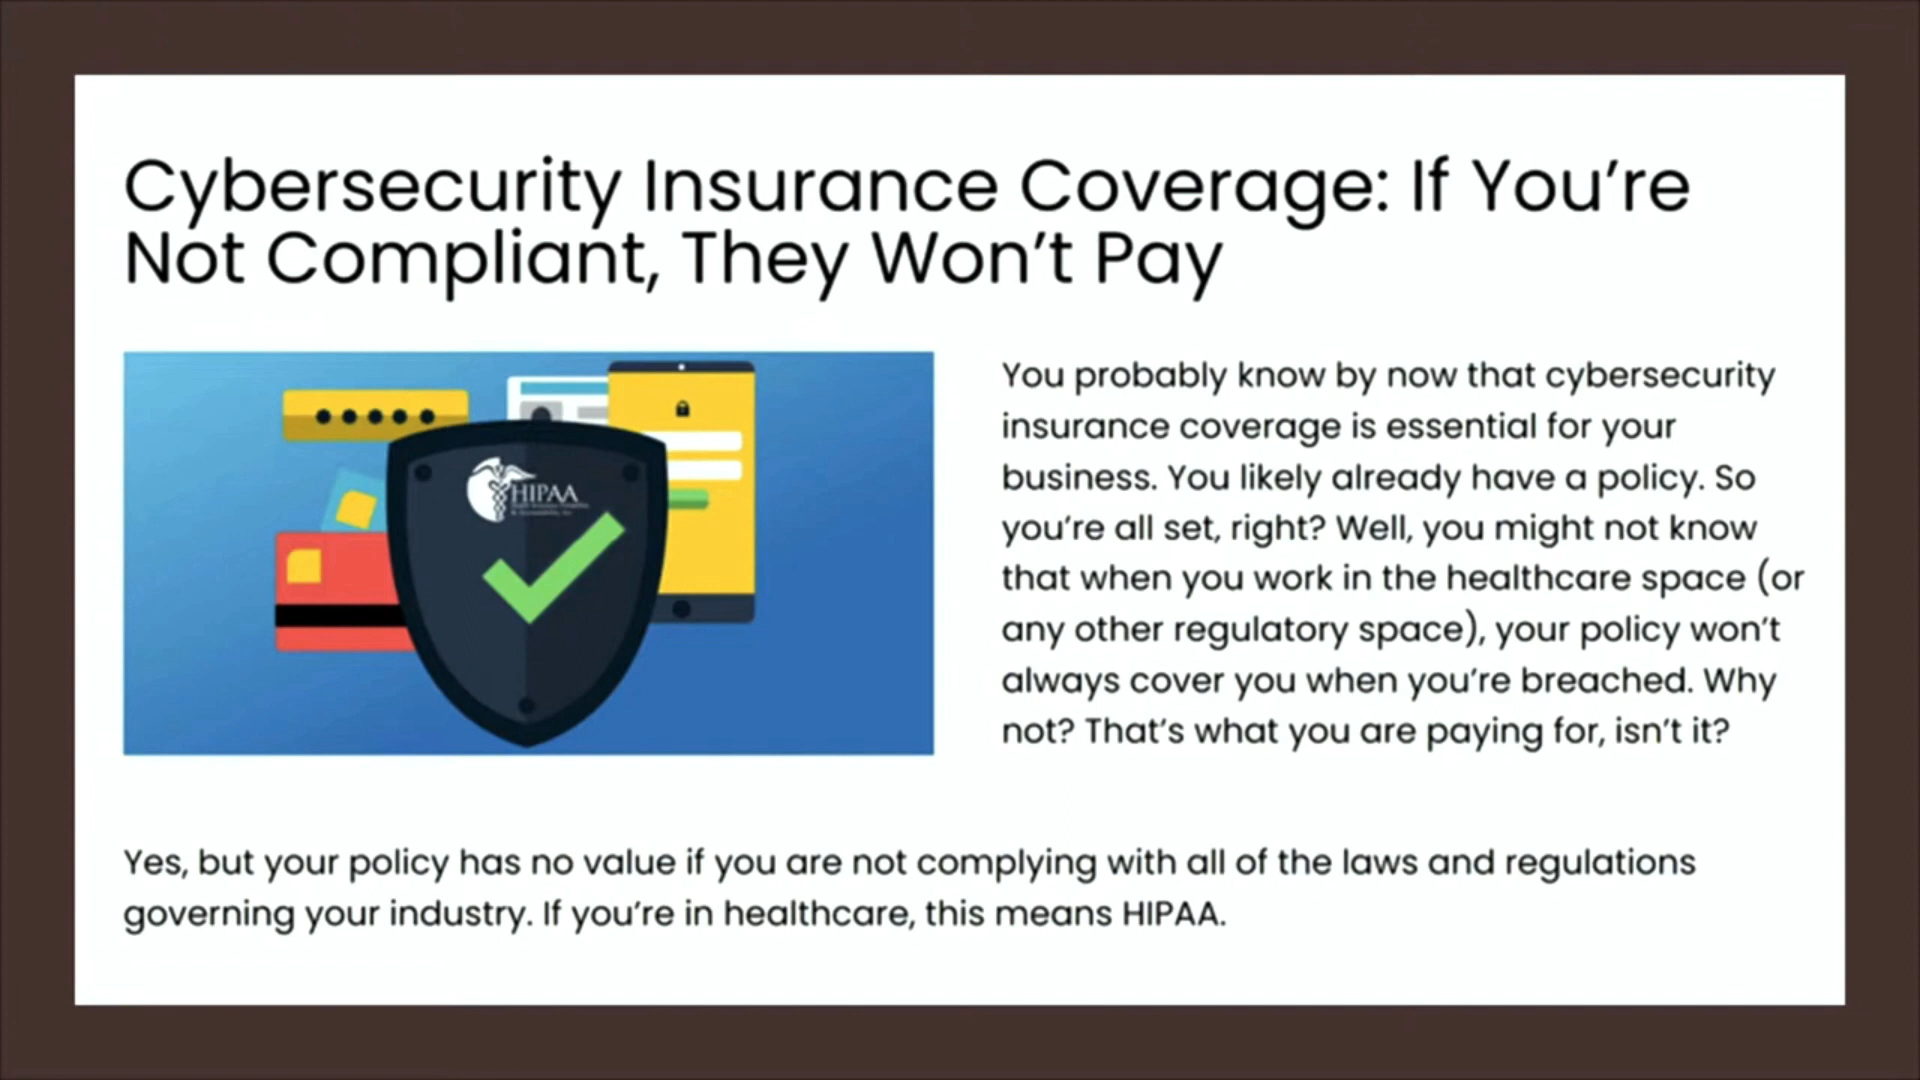 Cybersecurity Insurance Coverage: If You’re
Not Compliant, They Won’t Pay
HIPAA
You probably know by now that cybersecurity
insurance coverage is essential for your
business. You likely already have a policy. So
you’re all set, right? Well, you might not know
that when you work in the healthcare space (or
any other regulatory space), your policy won’t
always cover you when you’re breached. Why
not? That’s what you are paying for, isn’t it?
Yes, but your policy has no value if you are not complying with all of the laws and regulations
governing your industry. If you’re in healthcare, this means HIPAA.